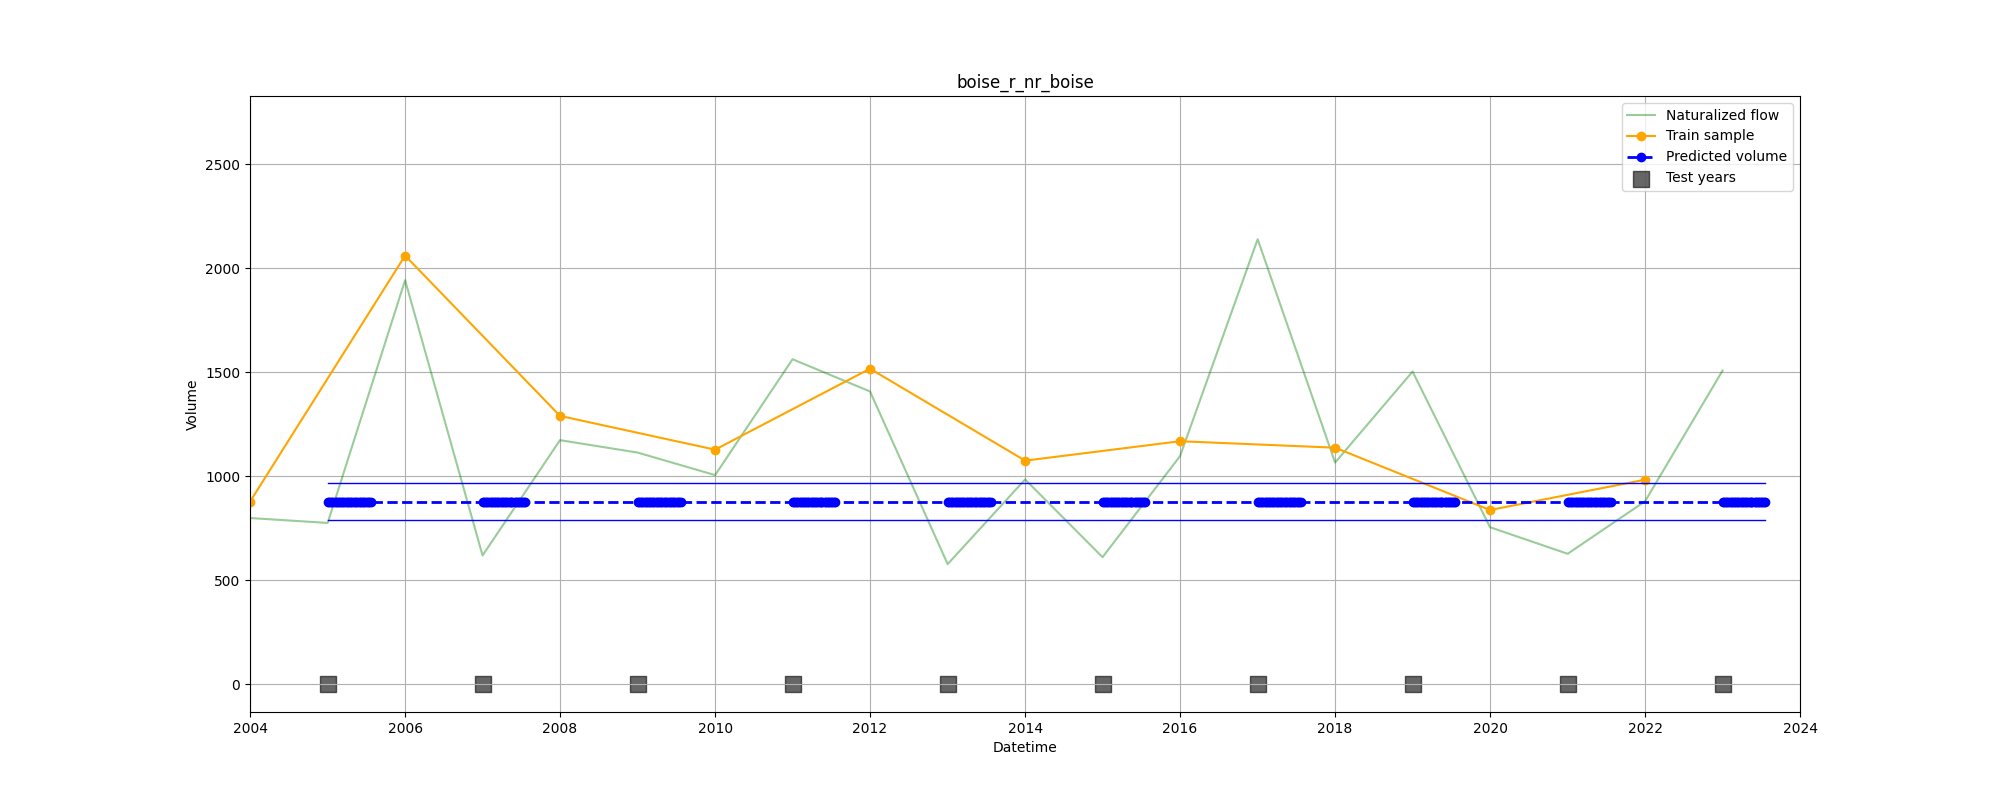 boise_r_nr_boise
Naturalized flow
Train sample
Predicted volume
Test years
2500
2000
1500
1000
500
0
Volume
2004
2006
2008
2010
2012
2014
2016
2018
2020
2022
2024
Datetime